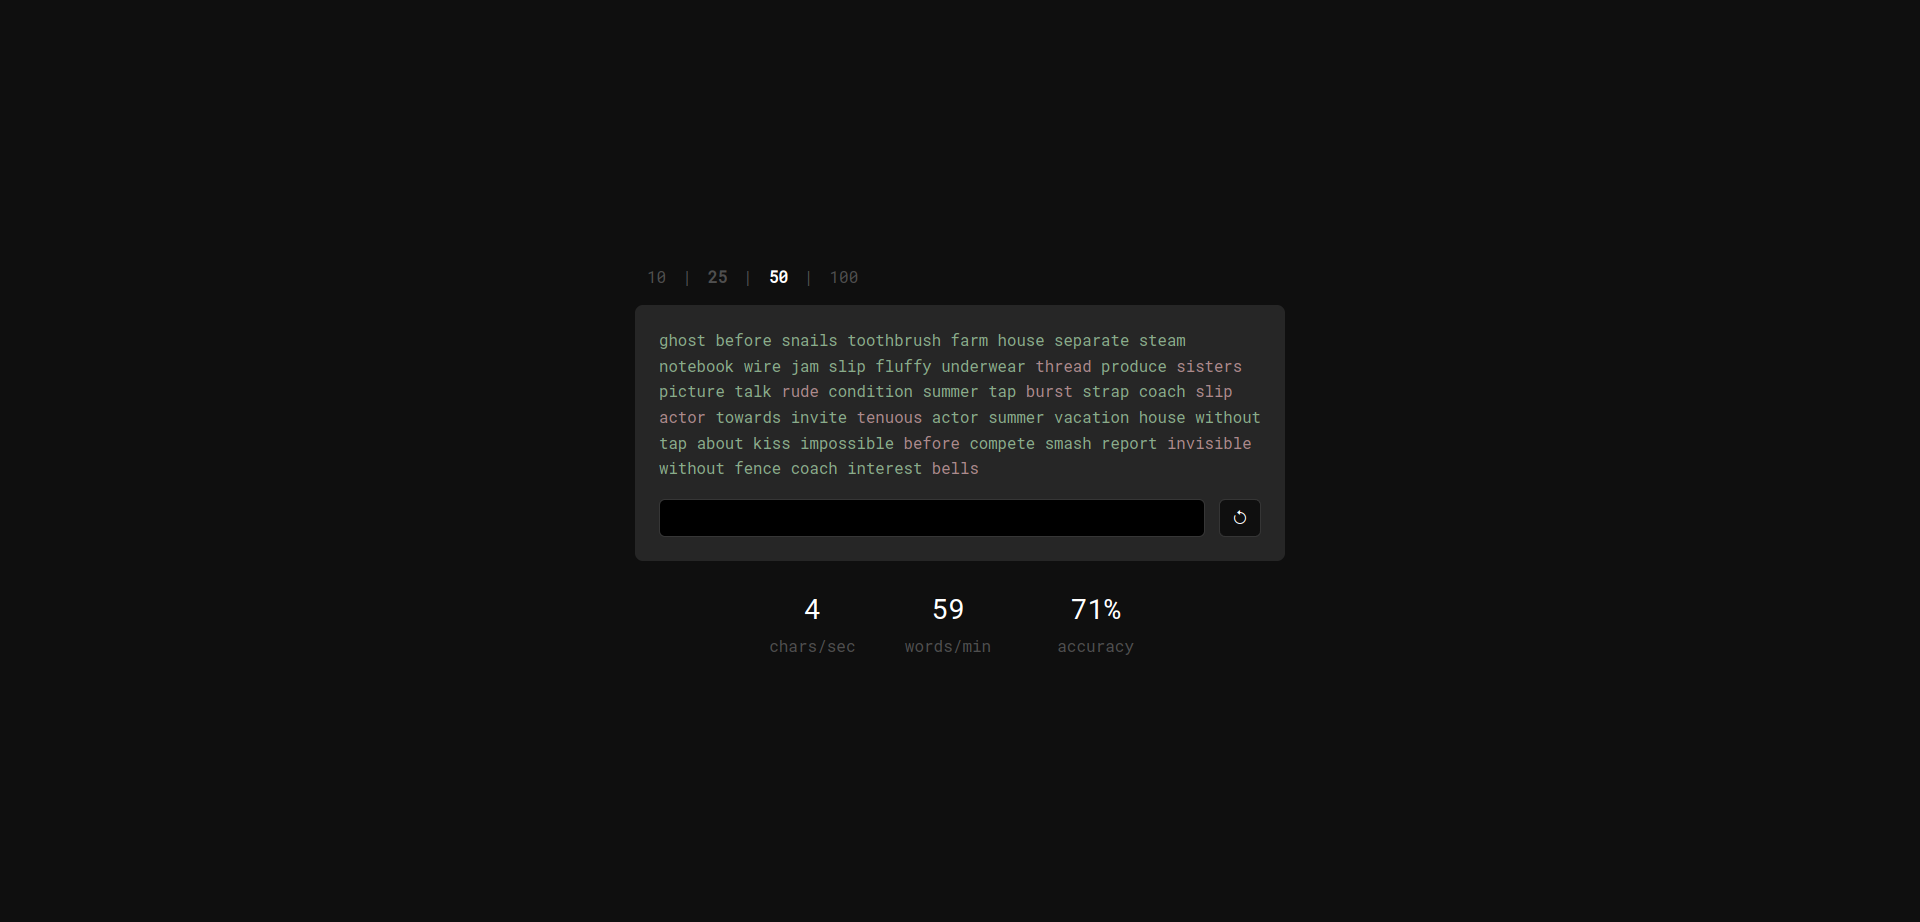 10 | 25 | 50 | 100
ghost before snails toothbrush farm house separate steam
notebook wire jam slip fluffy underwear thread produce sisters
picture talk rude condition summer tap burst strap coach slip
actor towards invite tenuous actor summer vacation house without
tap about kiss impossible before compete smash report invisible
without fence coach interest bells
4 59 71%
chars/sec words/min accuracy